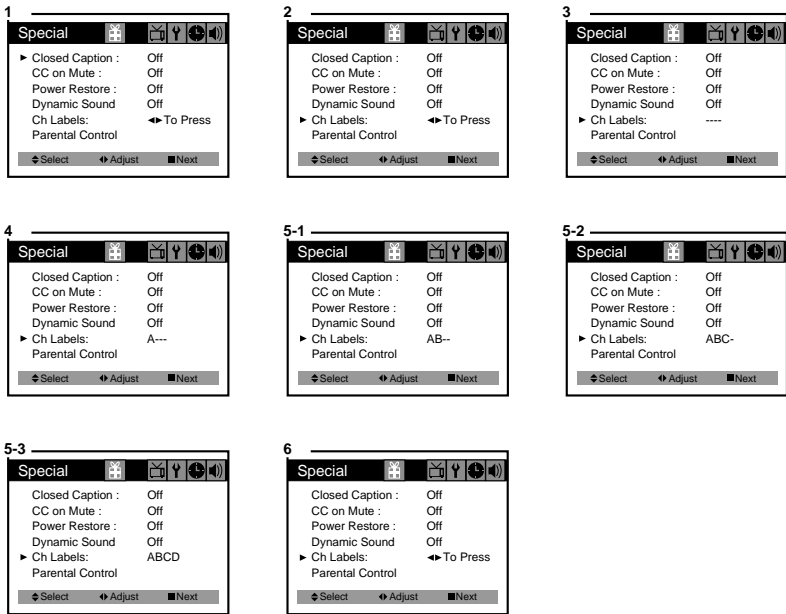 1
Special
► Closed Caption : Off
CC on Mute : Off
Power Restore : Off
Dynamic Sound Off
Ch Labels: ◄►To Press
Parental Control
Select Adjust Next
2
Special
Closed Caption : Off
CC on Mute : Off
Power Restore : Off
Dynamic Sound Off
► Ch Labels: ◄►To Press
Parental Control
Select Adjust Next
3
Special
Closed Caption : Off
CC on Mute : Off
Power Restore : Off
Dynamic Sound Off
► Ch Labels: ----
Parental Control
Select Adjust Next
4
Special
Closed Caption : Off
CC on Mute : Off
Power Restore : Off
Dynamic Sound Off
► Ch Labels: A---
Parental Control
Select Adjust Next
5-1
Special
Closed Caption : Off
CC on Mute : Off
Power Restore : Off
Dynamic Sound Off
► Ch Labels: AB--
Parental Control
Select Adjust Next
5-2
Special
Closed Caption : Off
CC on Mute : Off
Power Restore : Off
Dynamic Sound Off
► Ch Labels: ABC-
Parental Control
Select Adjust Next
5-3
Special
Closed Caption : Off
CC on Mute : Off
Power Restore : Off
Dynamic Sound Off
► Ch Labels: ABCD
Parental Control
Select Adjust Next
6
Special
Closed Caption : Off
CC on Mute : Off
Power Restore : Off
Dynamic Sound Off
► Ch Labels: ◄►To Press
Parental Control
Select Adjust Next